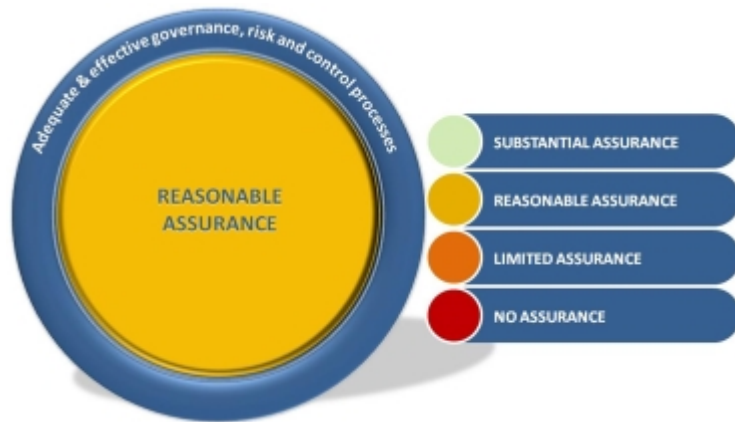 Adequate & effective governance, risk and control processes
REASONABLE
ASSURANCE
SUBSTANTIAL ASSURANCE
REASONABLE ASSURANCE
LIMITED ASSURANCE
NO ASSURANCE